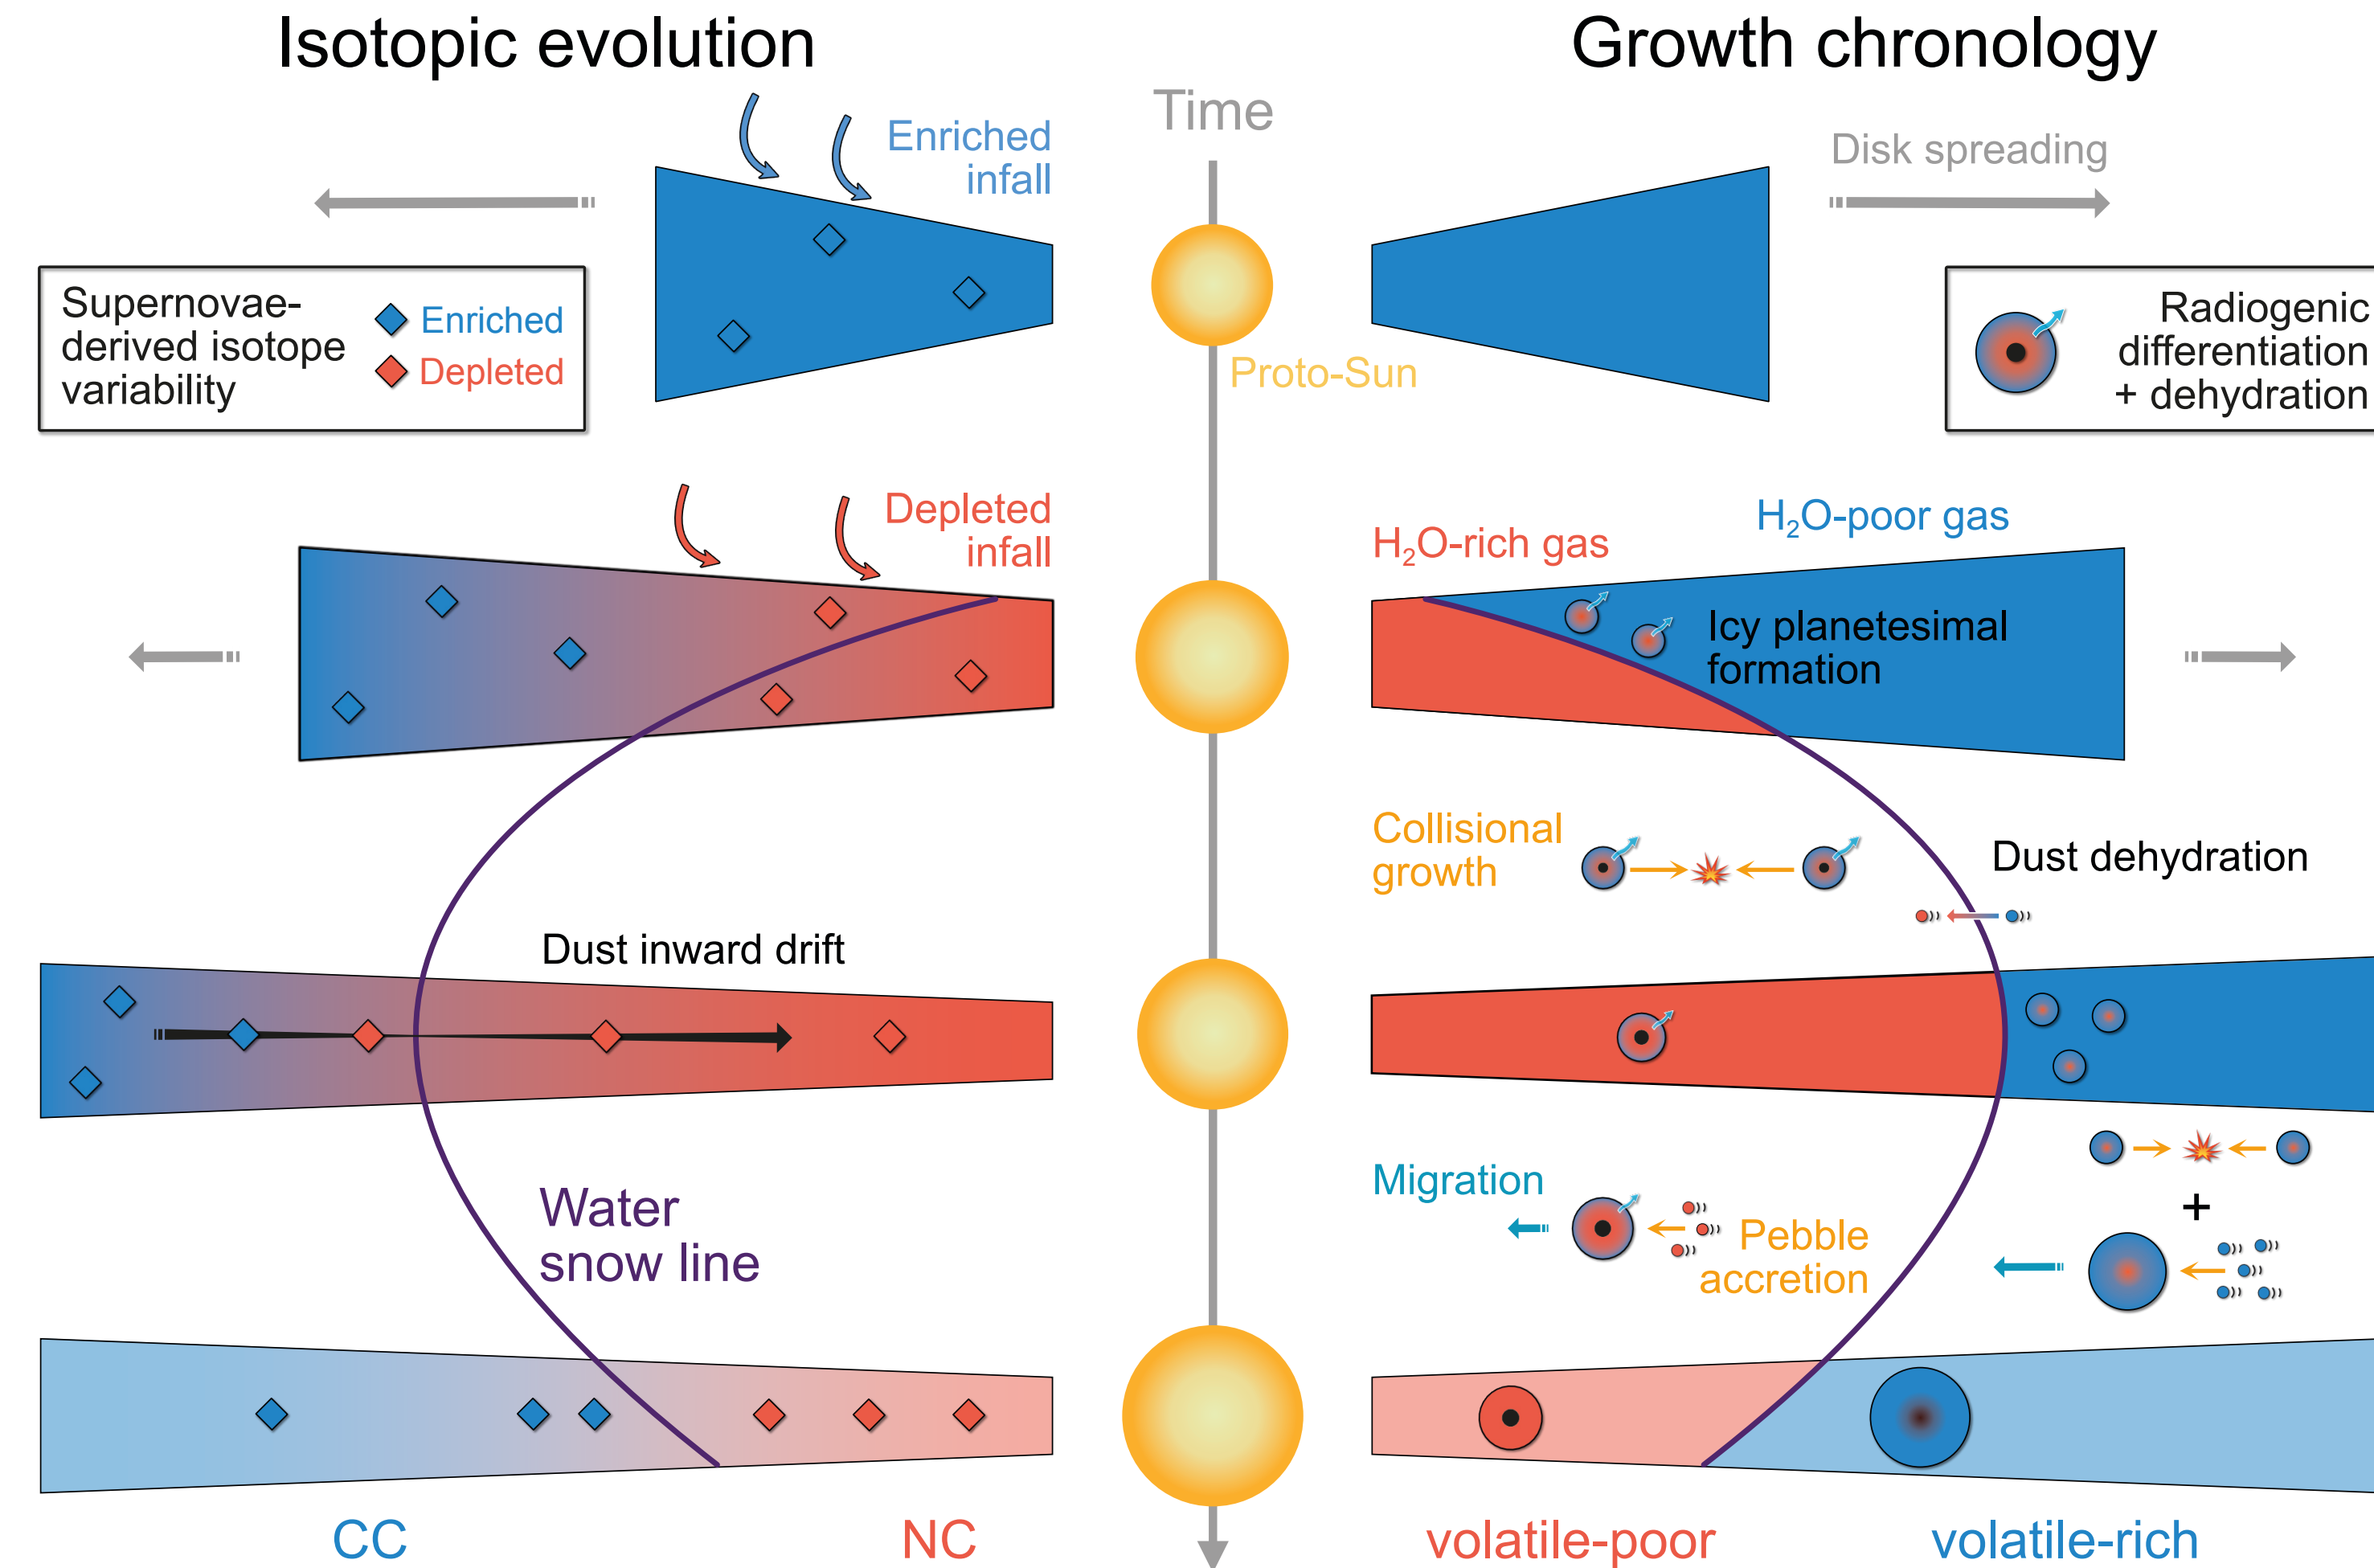 Isotopic evolution
Growth chronology
Time
Enriched
infall
Disk spreading
Supernovae-
derived isotope
variability
Enriched
Depleted
Proto-Sun
Radiogenic
differentiation
+ dehydration
Depleted
infall
H₂O-rich gas
H₂O-poor gas
Icy planetesimal
formation
Collisional
growth
Dust dehydration
Dust inward drift
Water
snow line
Migration
Pebble
accretion
+
CC
NC
volatile-poor
volatile-rich